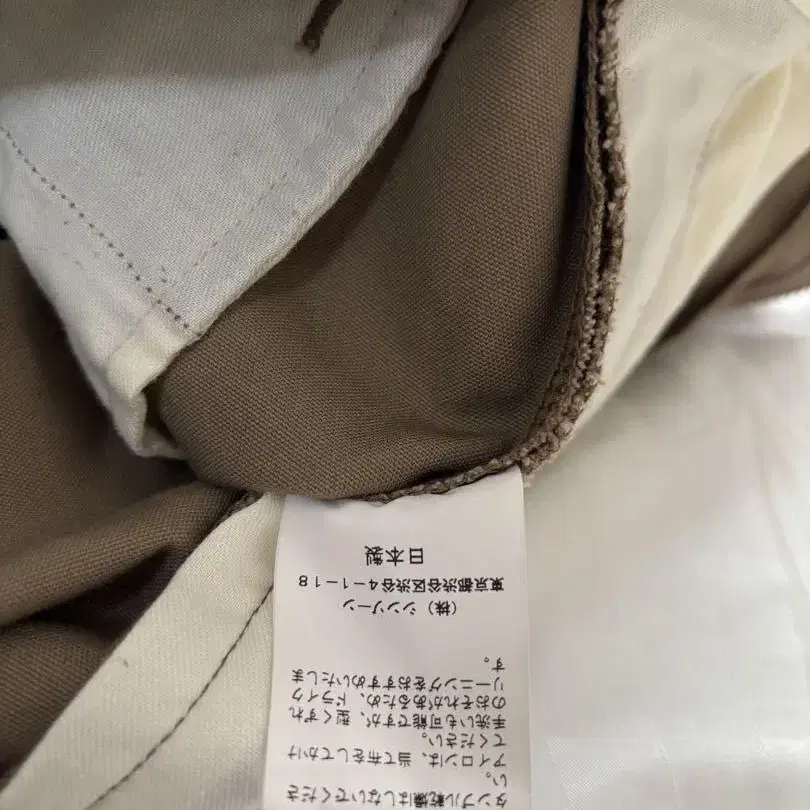 タンブル乾燥はしないでくださ
い。
アイロンは、当て布をしてかけ
てください。
手洗いも可能ですが、型くずれ
のおそれがあるため、ドライク
リーニングをおすすめいたしま
す。
（株）シンゾーン
東京都渋谷区渋谷４−１−１８
日本製